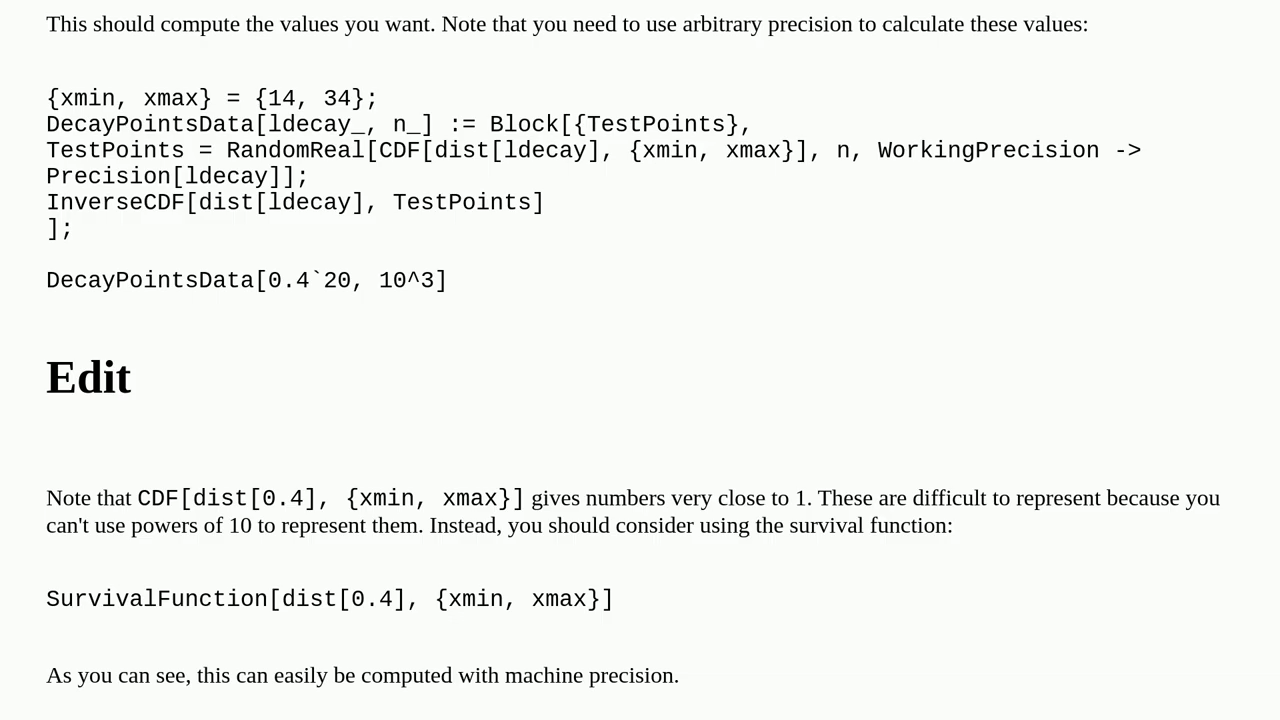 This should compute the values you want. Note that you need to use arbitrary precision to calculate these values:
{xmin, xmax} = {14, 34};
DecayPointsData[ldecay_, n_] := Block[{TestPoints},
TestPoints = RandomReal[CDF[dist[ldecay], {xmin, xmax}], n, WorkingPrecision ->
Precision[ldecay]];
InverseCDF[dist[ldecay], TestPoints]
];
DecayPointsData[0.4`20, 10^3]
Edit
Note that CDF[dist[0.4], {xmin, xmax}] gives numbers very close to 1. These are difficult to represent because you
can't use powers of 10 to represent them. Instead, you should consider using the survival function:
SurvivalFunction[dist[0.4], {xmin, xmax}]
As you can see, this can easily be computed with machine precision.